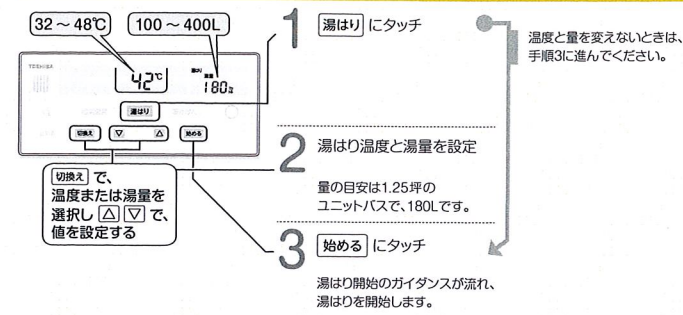 32～48℃
100～400L
TOSHIBA
42℃
湯はり
湯量
180L
湯はり
切換え
▽
△
始める
切換え で、
温度または湯量を
選択し △ ▽ で、
値を設定する
1
湯はり にタッチ
温度と量を変えないときは、
手順3に進んでください。
2
湯はり温度と湯量を設定
量の目安は1.25坪の
ユニットバスで、180Lです。
3
始める にタッチ
湯はり開始のガイダンスが流れ、
湯はりを開始します。